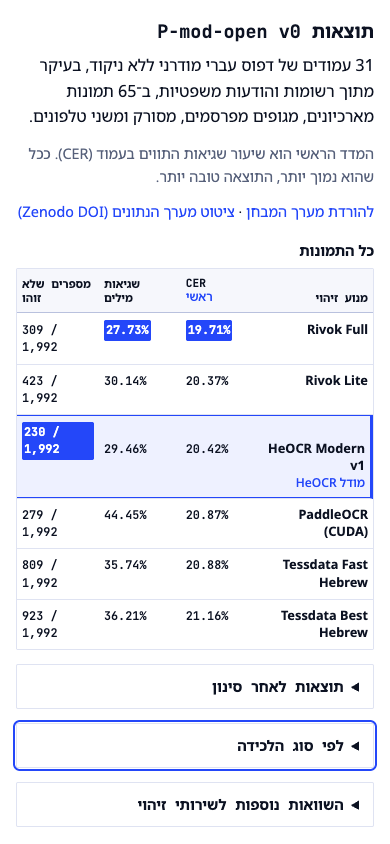 תוצאות P-mod-open v0
31 עמודים של דפוס עברי מודרני ללא ניקוד, בעיקר
מתוך רשומות והודעות משפטיות, ב־65 תמונות
מארכיונים, מגופים מפרסמים, מסורק ומשני טלפונים.
המדד הראשי הוא שיעור שגיאות התווים בעמוד (CER). ככל
שהוא נמוך יותר, התוצאה טובה יותר.
להורדת מערך המבחן · ציטוט מערך הנתונים (Zenodo DOI)
כל התמונות
מנוע זיהוי CER שגיאות מספרים שלא
ראשי מילים זוהו
Rivok Full 19.71% 27.73% 309 /
1,992
Rivok Lite 20.37% 30.14% 423 /
1,992
HeOCR Modern 20.42% 29.46% 230 /
v1 1,992
מודל HeOCR
PaddleOCR 20.87% 44.45% 279 /
(CUDA) 1,992
Tessdata Fast 20.88% 35.74% 809 /
Hebrew 1,992
Tessdata Best 21.16% 36.21% 923 /
Hebrew 1,992
תוצאות לאחר סינון
לפי סוג הלכידה
השוואות נוספות לשירותי זיהוי